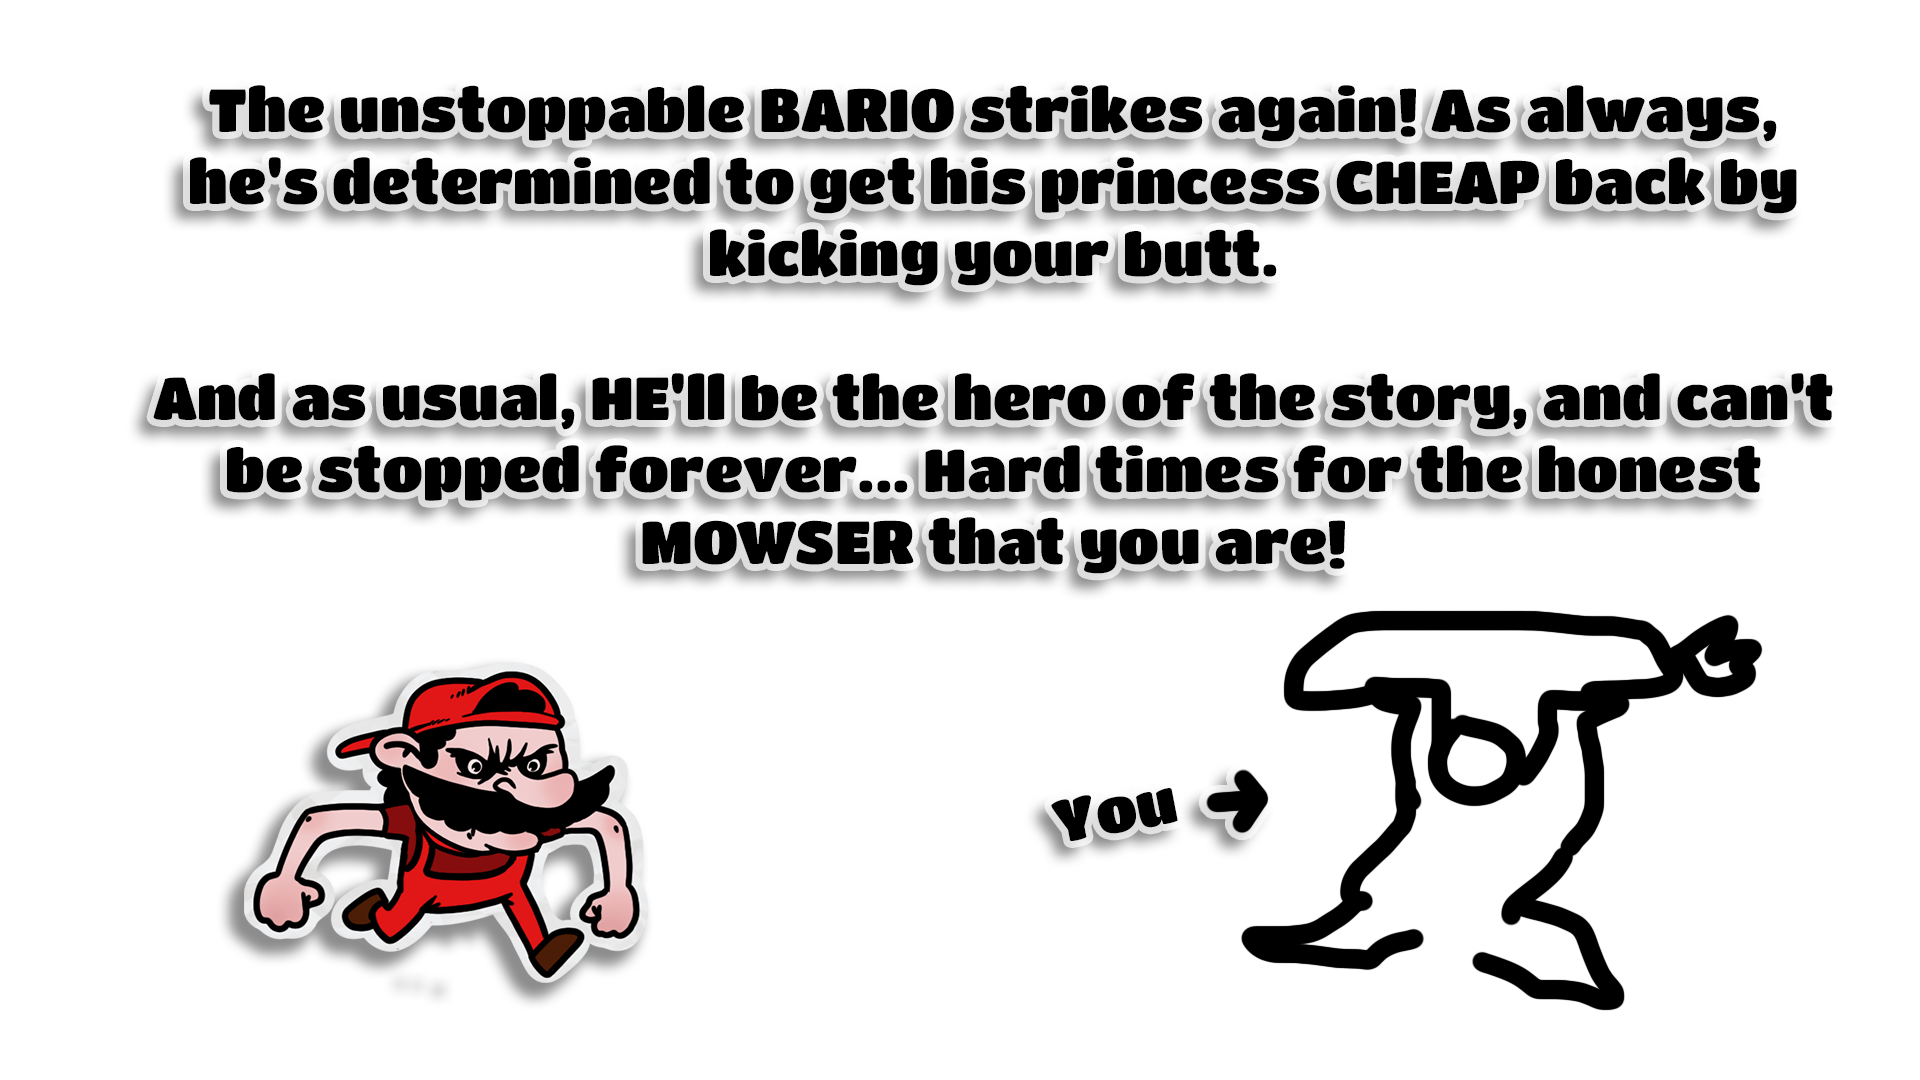 The unstoppable BARIO strikes again! As always,
he's determined to get his princess CHEAP back by
kicking your butt.
And as usual, HE'll be the hero of the story, and can't
be stopped forever... Hard times for the honest
MOWSER that you are!
You